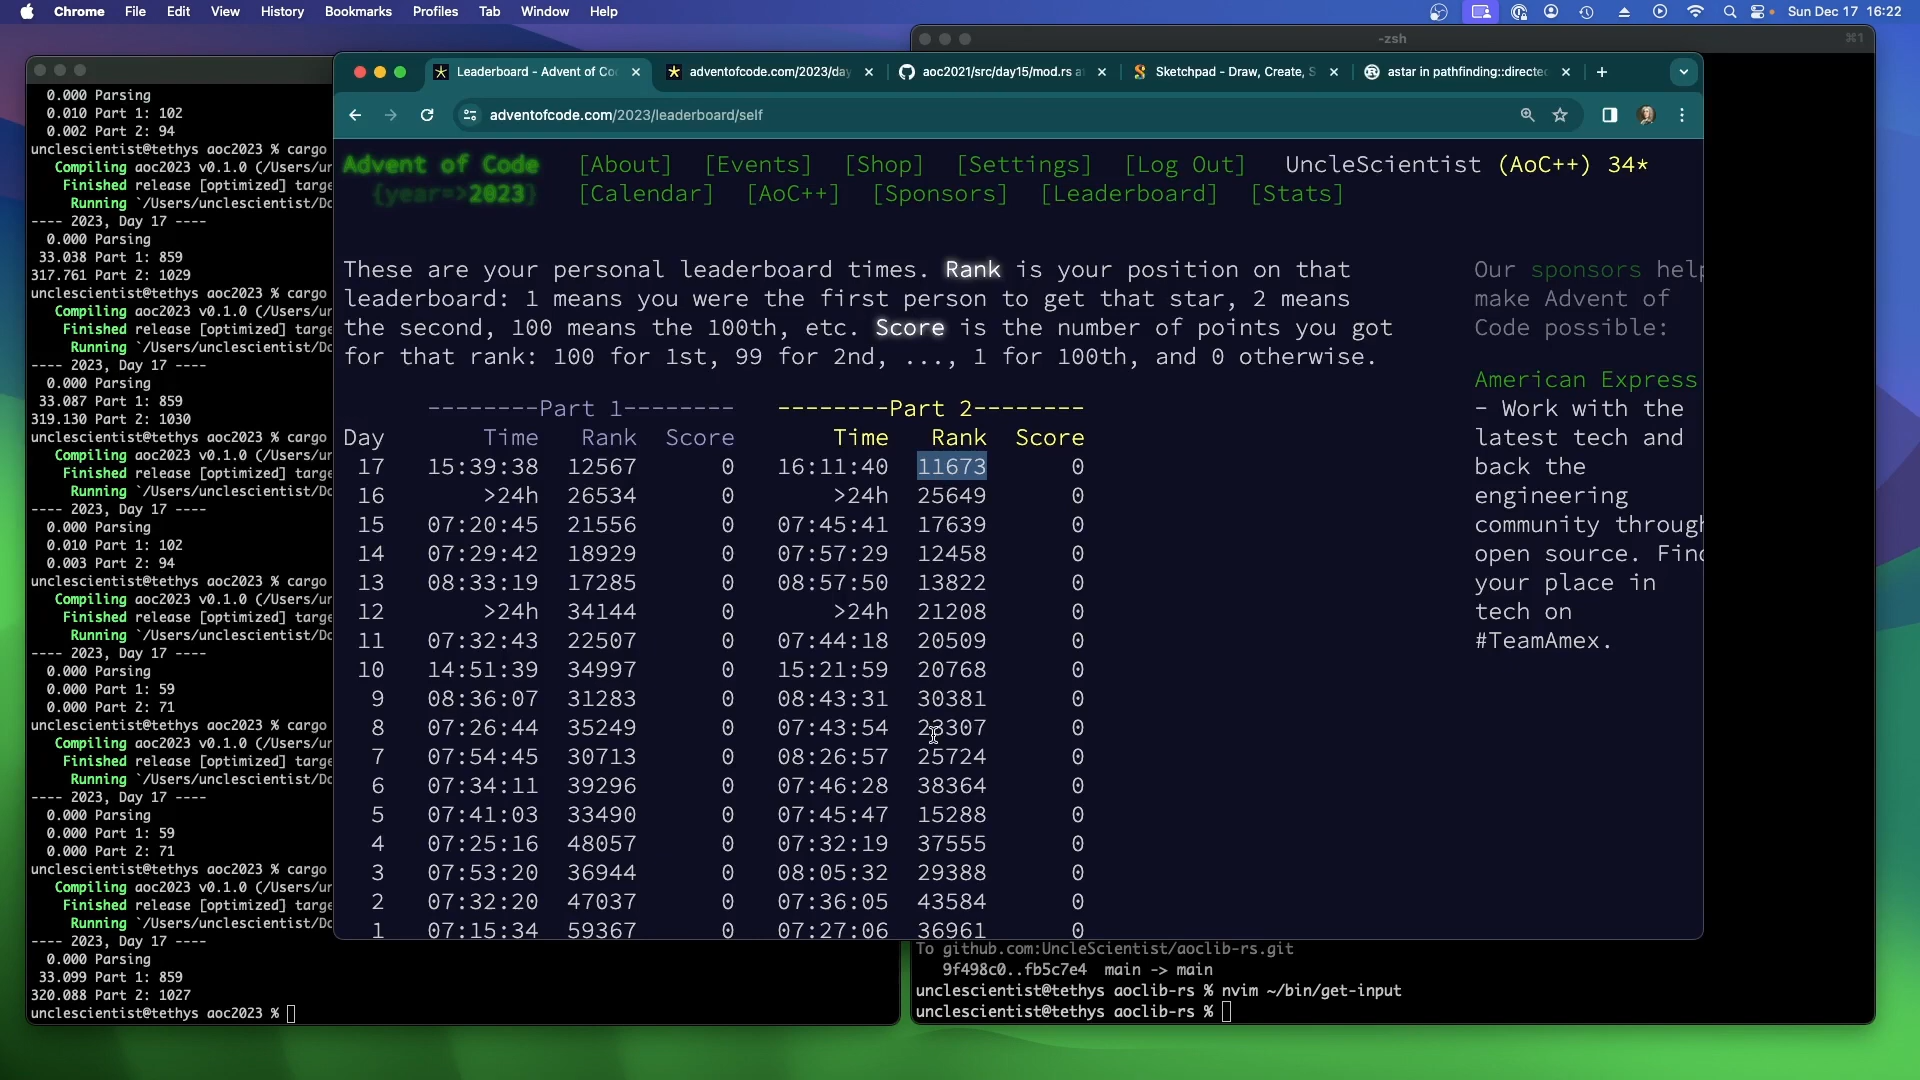 Chrome File Edit View History Bookmarks Profiles Tab Window Help
Sun Dec 17 16:22
-zsh
⌘1
Leaderboard - Advent of Co
adventofcode.com/2023/day
aoc2021/src/day15/mod.rs a
Sketchpad - Draw, Create, S
astar in pathfinding::directe
adventofcode.com/2023/leaderboard/self
Advent of Code [About] [Events] [Shop] [Settings] [Log Out] UncleScientist (AoC++) 34*
{year=>2023} [Calendar] [AoC++] [Sponsors] [Leaderboard] [Stats]
These are your personal leaderboard times. Rank is your position on that
leaderboard: 1 means you were the first person to get that star, 2 means
the second, 100 means the 100th, etc. Score is the number of points you got
for that rank: 100 for 1st, 99 for 2nd, ..., 1 for 100th, and 0 otherwise.
--------Part 1-------- --------Part 2--------
Day Time Rank Score Time Rank Score
17 15:39:38 12567 0 16:11:40 11673 0
16 >24h 26534 0 >24h 25649 0
15 07:20:45 21556 0 07:45:41 17639 0
14 07:29:42 18929 0 07:57:29 12458 0
13 08:33:19 17285 0 08:57:50 13822 0
12 >24h 34144 0 >24h 21208 0
11 07:32:43 22507 0 07:44:18 20509 0
10 14:51:39 34997 0 15:21:59 20768 0
9 08:36:07 31283 0 08:43:31 30381 0
8 07:26:44 35249 0 07:43:54 23307 0
7 07:54:45 30713 0 08:26:57 25724 0
6 07:34:11 39296 0 07:46:28 38364 0
5 07:41:03 33490 0 07:45:47 15288 0
4 07:25:16 48057 0 07:32:19 37555 0
3 07:53:20 36944 0 08:05:32 29388 0
2 07:32:20 47037 0 07:36:05 43584 0
1 07:15:34 59367 0 07:27:06 36961 0
Our sponsors help
make Advent of
Code possible:
American Express
- Work with the
latest tech and
back the
engineering
community through
open source. Find
your place in
tech on
#TeamAmex.
0.000 Parsing
0.010 Part 1: 102
0.002 Part 2: 94
unclescientist@tethys aoc2023 % cargo
Compiling aoc2023 v0.1.0 (/Users/un
Finished release [optimized] targe
Running `/Users/unclescientist/Do
---- 2023, Day 17 ----
0.000 Parsing
33.038 Part 1: 859
317.761 Part 2: 1029
unclescientist@tethys aoc2023 % cargo
Compiling aoc2023 v0.1.0 (/Users/un
Finished release [optimized] targe
Running `/Users/unclescientist/Do
---- 2023, Day 17 ----
0.000 Parsing
33.087 Part 1: 859
319.130 Part 2: 1030
unclescientist@tethys aoc2023 % cargo
Compiling aoc2023 v0.1.0 (/Users/un
Finished release [optimized] targe
Running `/Users/unclescientist/Do
---- 2023, Day 17 ----
0.000 Parsing
0.010 Part 1: 102
0.003 Part 2: 94
unclescientist@tethys aoc2023 % cargo
Compiling aoc2023 v0.1.0 (/Users/un
Finished release [optimized] targe
Running `/Users/unclescientist/Do
---- 2023, Day 17 ----
0.000 Parsing
0.000 Part 1: 59
0.000 Part 2: 71
unclescientist@tethys aoc2023 % cargo
Compiling aoc2023 v0.1.0 (/Users/un
Finished release [optimized] targe
Running `/Users/unclescientist/Do
---- 2023, Day 17 ----
0.000 Parsing
0.000 Part 1: 59
0.000 Part 2: 71
unclescientist@tethys aoc2023 % cargo
Compiling aoc2023 v0.1.0 (/Users/un
Finished release [optimized] targe
Running `/Users/unclescientist/Do
---- 2023, Day 17 ----
0.000 Parsing
33.099 Part 1: 859
320.088 Part 2: 1027
unclescientist@tethys aoc2023 %
To github.com:UncleScientist/aoclib-rs.git
9f498c0..fb5c7e4 main -> main
unclescientist@tethys aoclib-rs % nvim ~/bin/get-input
unclescientist@tethys aoclib-rs %